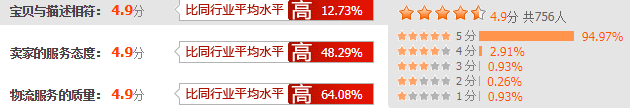 宝贝与描述相符： 4.9分 比同行业平均水平 高 12.73%
卖家的服务态度： 4.9分 比同行业平均水平 高 48.29%
物流服务的质量： 4.9分 比同行业平均水平 高 64.08%
4.9分 共756人
5分 94.97%
4分 2.91%
3分 0.93%
2分 0.26%
1分 0.93%